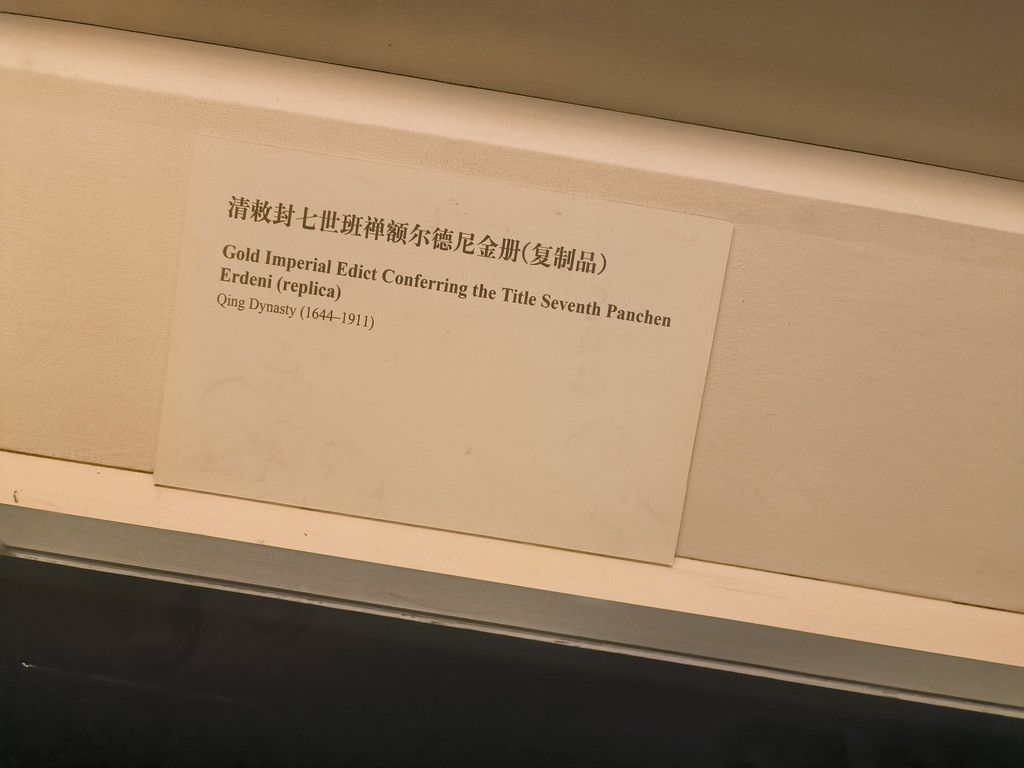 清敕封七世班禅额尔德尼金册(复制品)
Gold Imperial Edict Conferring the Title Seventh Panchen
Erdeni (replica)
Qing Dynasty (1644–1911)